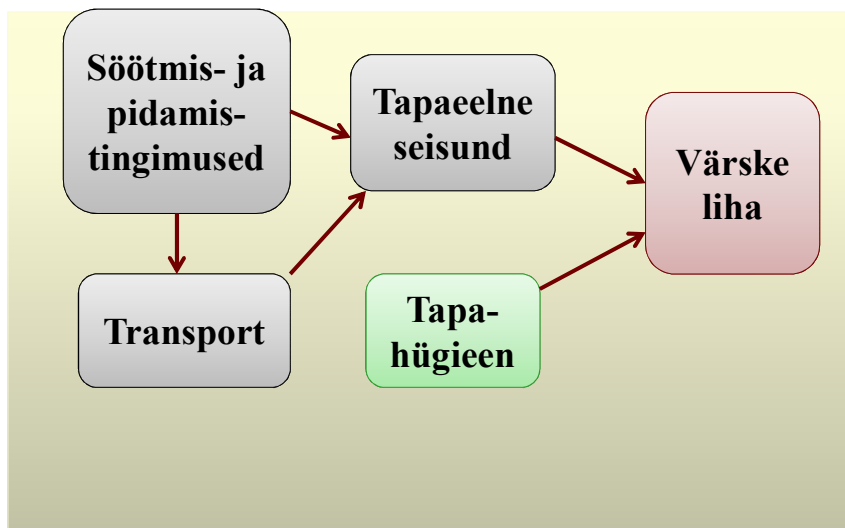 Söötmis- ja
pidamis-
tingimused
Tapaeelne
seisund
Värske
liha
Transport
Tapa-
hügieen